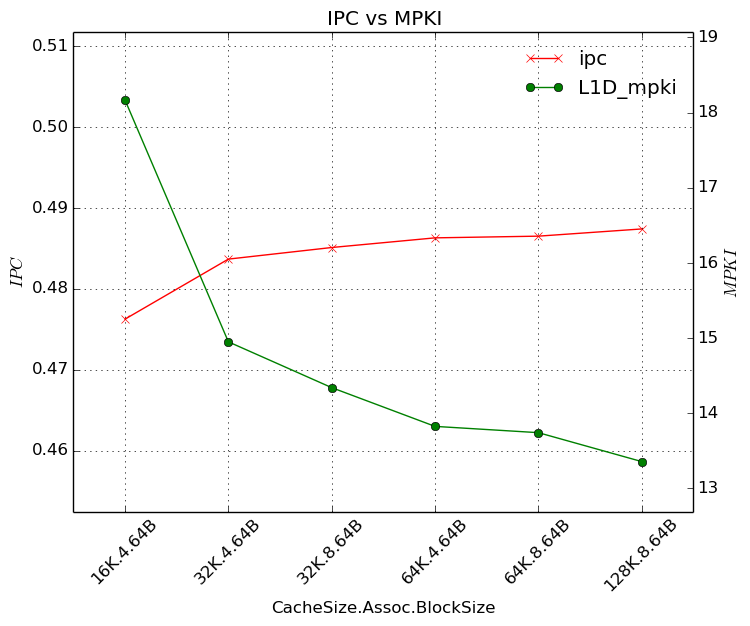 IPC vs MPKI
ipc
L1D_mpki
0.51
0.50
0.49
0.48
0.47
0.46
IPC
19
18
17
16
15
14
13
MPKI
16K.4.64B
32K.4.64B
32K.8.64B
64K.4.64B
64K.8.64B
128K.8.64B
CacheSize.Assoc.BlockSize